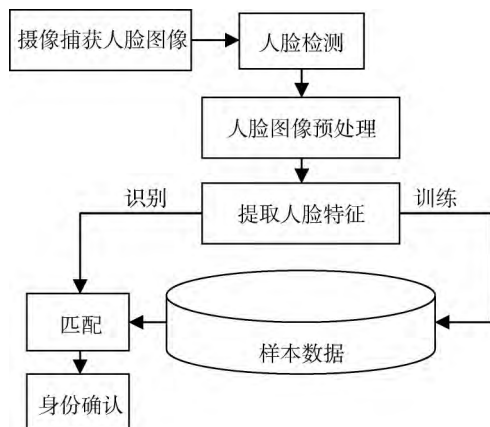 摄像捕获人脸图像
人脸检测
人脸图像预处理
识别
提取人脸特征
训练
匹配
样本数据
身份确认